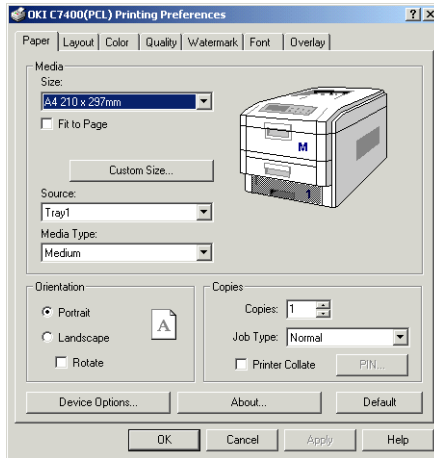 OKI C7400(PCL) Printing Preferences
Paper Layout Color Quality Watermark Font Overlay
Media
Size:
A4 210 x 297mm
Fit to Page
Custom Size...
Source:
Tray1
Media Type:
Medium
M
1
Orientation
Portrait
Landscape
Rotate
A
Copies
Copies: 1
Job Type: Normal
Printer Collate PIN...
Device Options... About... Default
OK Cancel Apply Help